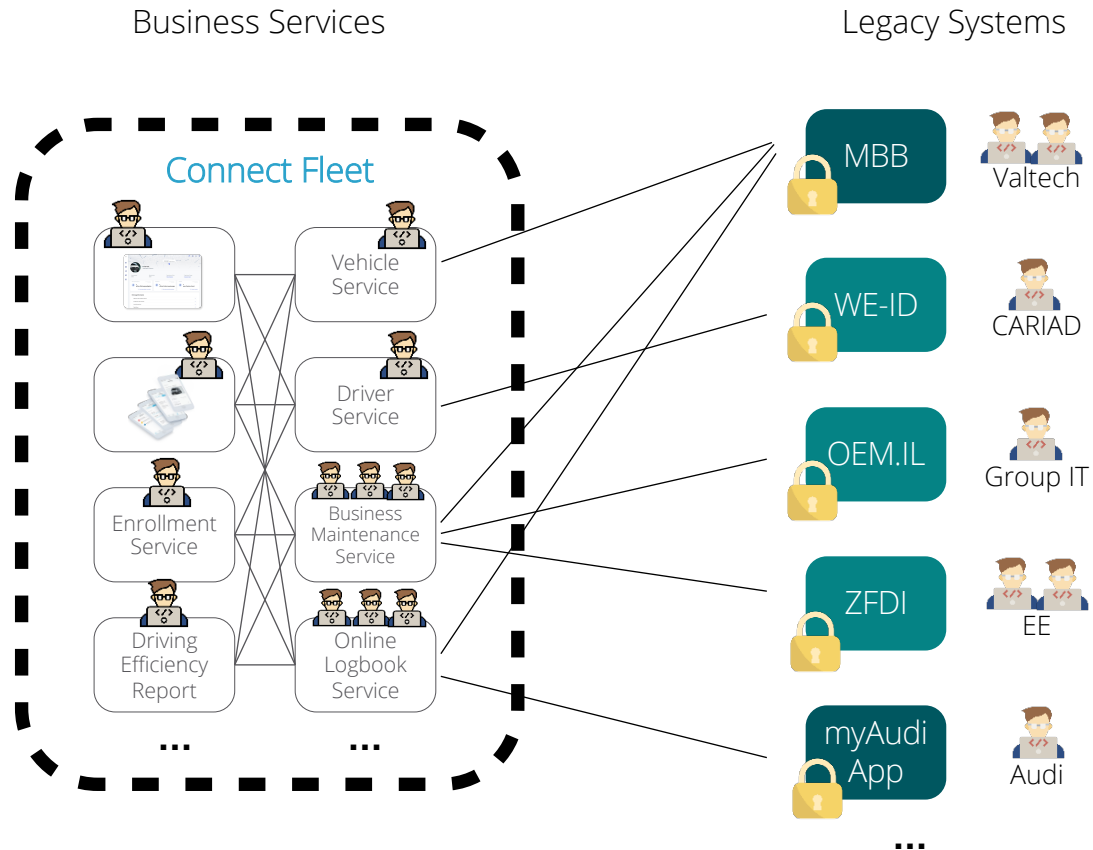 Business Services
Legacy Systems
Connect Fleet
Vehicle
Service
Driver
Service
Enrollment
Service
Business
Maintenance
Service
Driving
Efficiency
Report
Online
Logbook
Service
...
...
MBB
Valtech
WE-ID
CARIAD
OEM.IL
Group IT
ZFDI
EE
myAudi
App
Audi
...